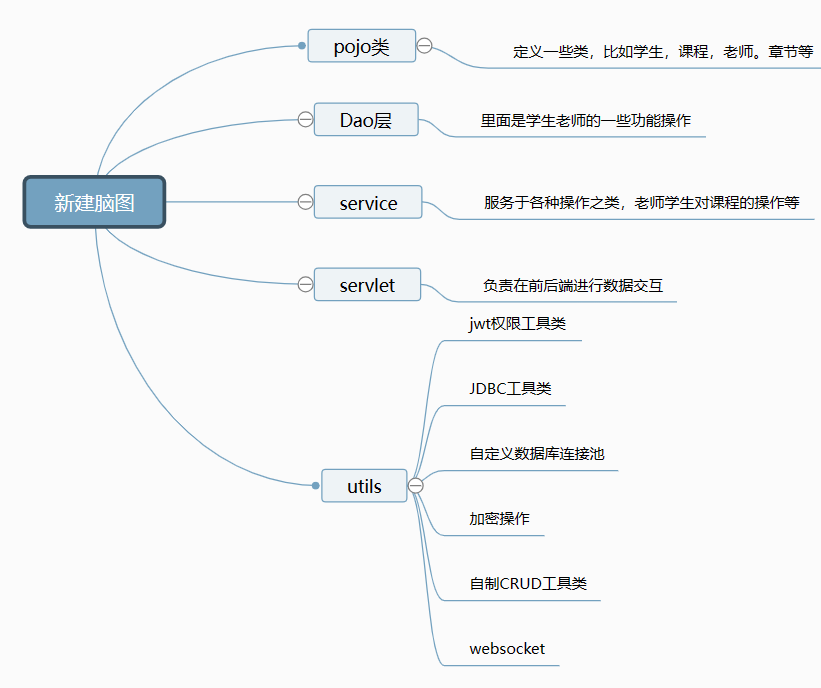 pojo类
定义一些类，比如学生，课程，老师。章节等
Dao层
里面是学生老师的一些功能操作
新建脑图
service
服务于各种操作之类，老师学生对课程的操作等
servlet
负责在前后端进行数据交互
utils
jwt权限工具类
JDBC工具类
自定义数据库连接池
加密操作
自制CRUD工具类
websocket